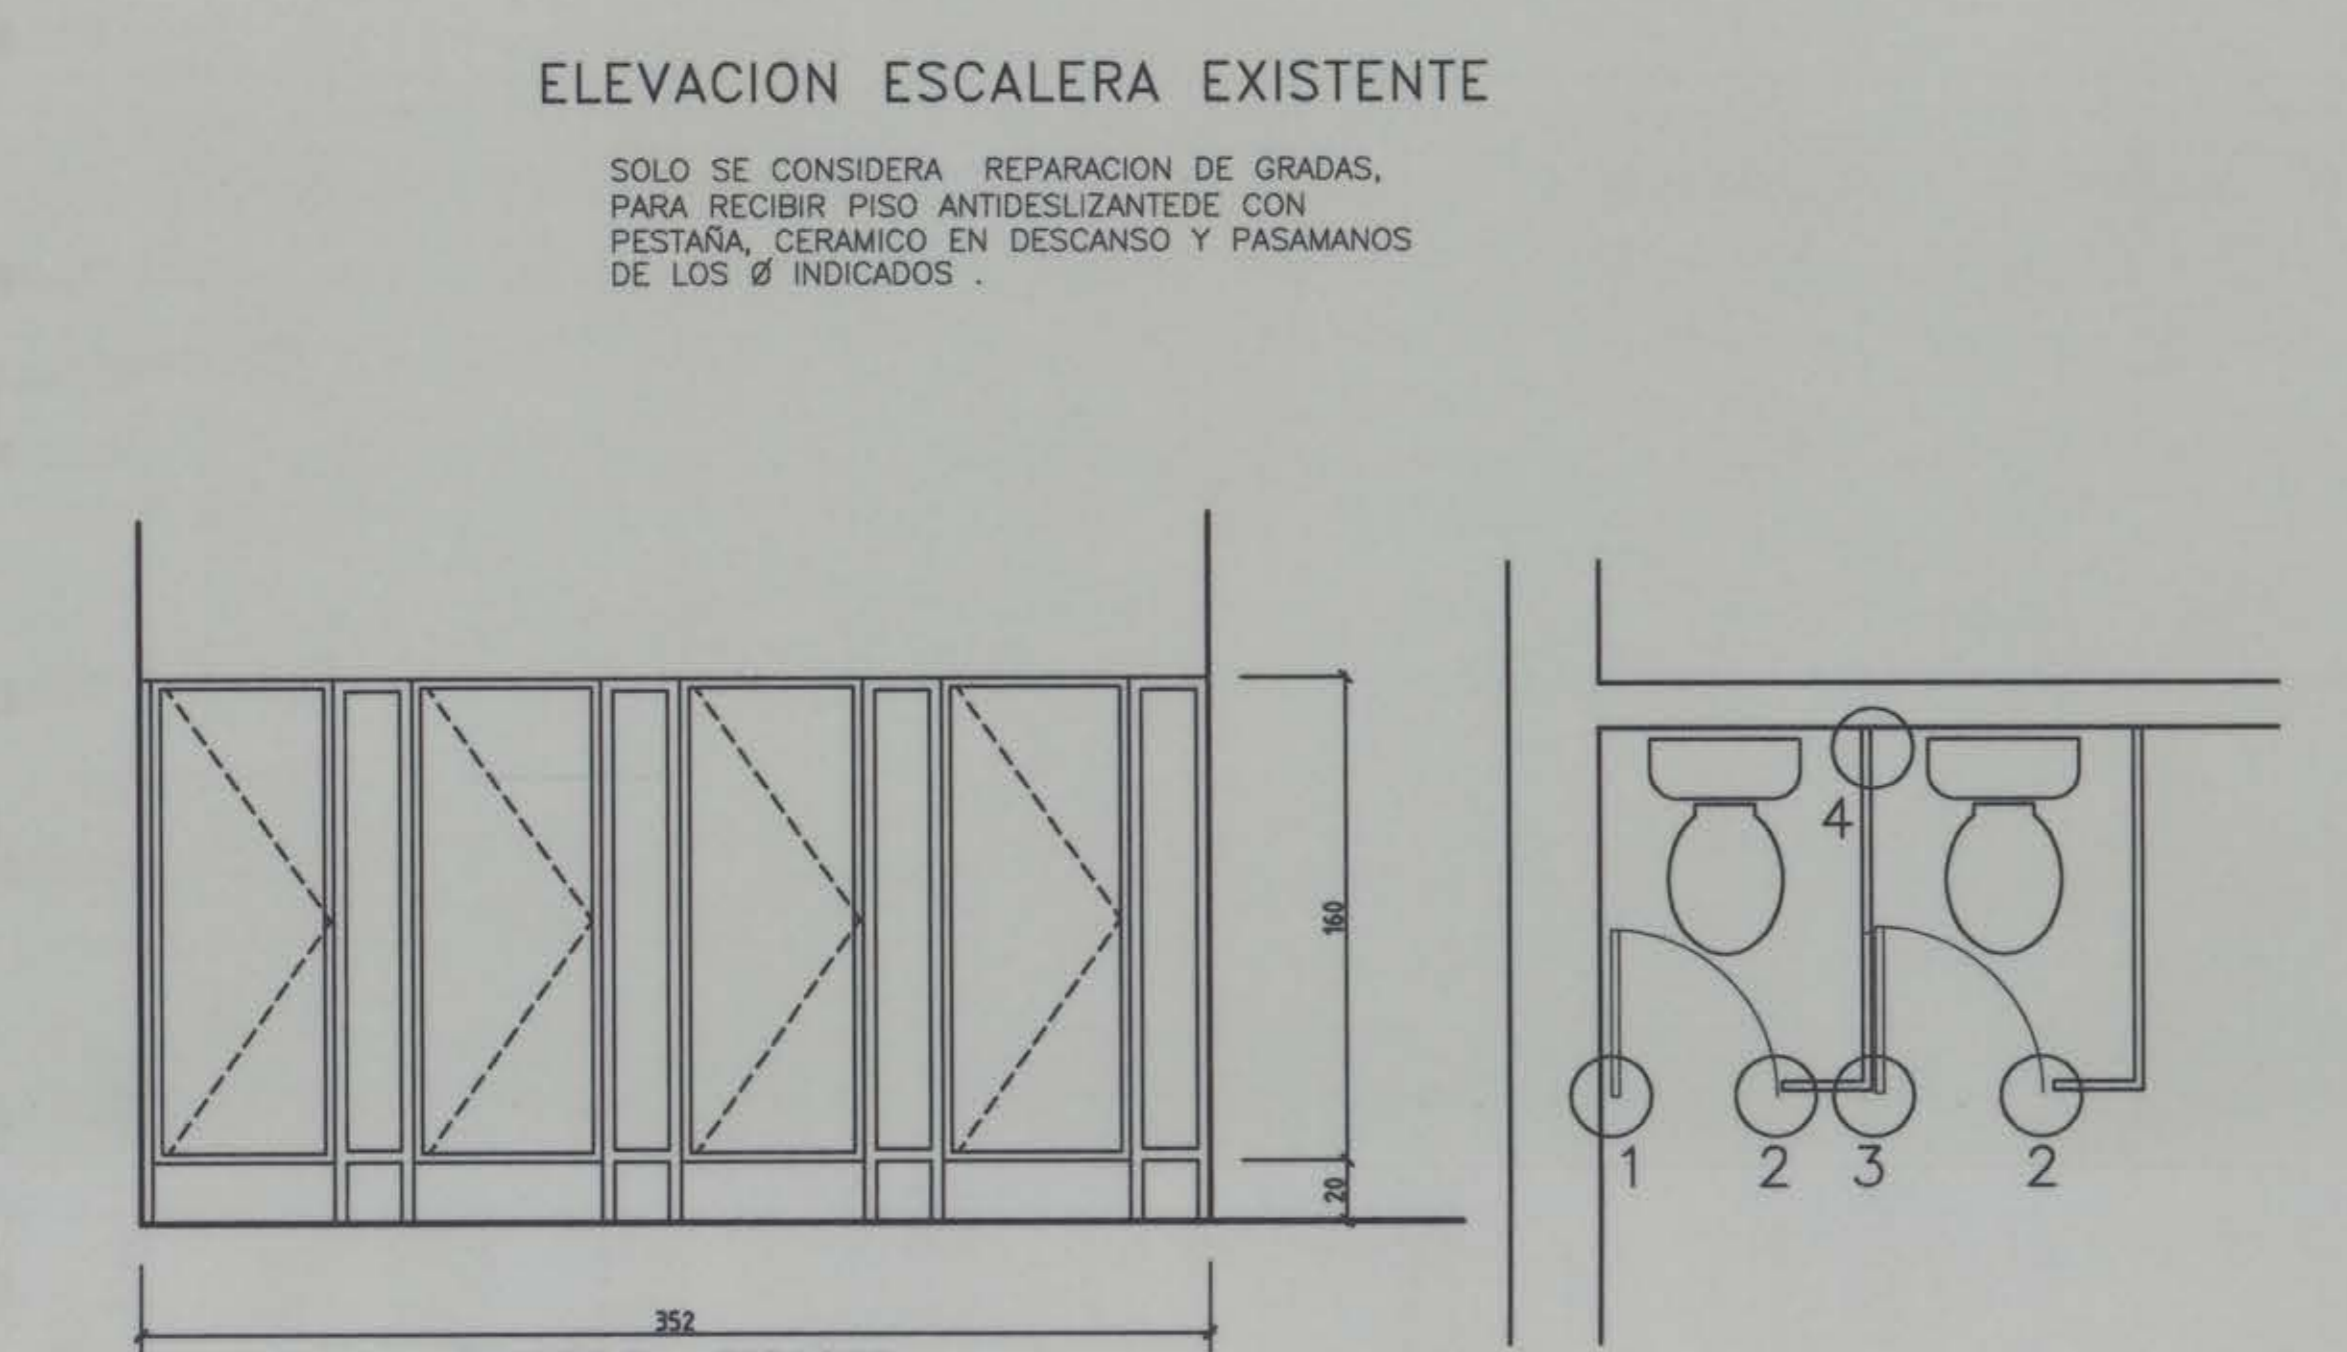 ELEVACION ESCALERA EXISTENTE
SOLO SE CONSIDERA REPARACION DE GRADAS,
PARA RECIBIR PISO ANTIDESLIZANTEDE CON
PESTAÑA, CERAMICO EN DESCANSO Y PASAMANOS
DE LOS Ø INDICADOS .
160
20
352
4
1
2
3
2